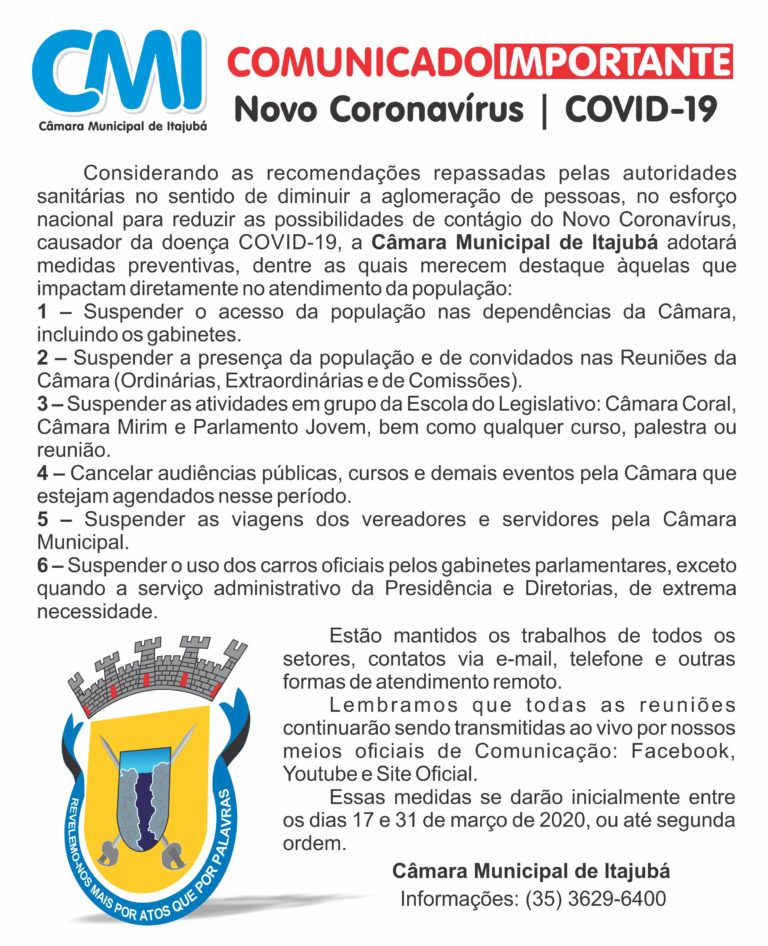 CMI
Câmara Municipal de Itajubá
COMUNICADO IMPORTANTE
Novo Coronavírus | COVID-19
Considerando as recomendações repassadas pelas autoridades
sanitárias no sentido de diminuir a aglomeração de pessoas, no esforço
nacional para reduzir as possibilidades de contágio do Novo Coronavírus,
causador da doença COVID-19, a Câmara Municipal de Itajubá adotará
medidas preventivas, dentre as quais merecem destaque àquelas que
impactam diretamente no atendimento da população:
1 – Suspender o acesso da população nas dependências da Câmara,
incluindo os gabinetes.
2 – Suspender a presença da população e de convidados nas Reuniões da
Câmara (Ordinárias, Extraordinárias e de Comissões).
3 – Suspender as atividades em grupo da Escola do Legislativo: Câmara Coral,
Câmara Mirim e Parlamento Jovem, bem como qualquer curso, palestra ou
reunião.
4 – Cancelar audiências públicas, cursos e demais eventos pela Câmara que
estejam agendados nesse período.
5 – Suspender as viagens dos vereadores e servidores pela Câmara
Municipal.
6 – Suspender o uso dos carros oficiais pelos gabinetes parlamentares, exceto
quando a serviço administrativo da Presidência e Diretorias, de extrema
necessidade.
Estão mantidos os trabalhos de todos os
setores, contatos via e-mail, telefone e outras
formas de atendimento remoto.
Lembramos que todas as reuniões
continuarão sendo transmitidas ao vivo por nossos
meios oficiais de Comunicação: Facebook,
Youtube e Site Oficial.
Essas medidas se darão inicialmente entre
os dias 17 e 31 de março de 2020, ou até segunda
ordem.
Câmara Municipal de Itajubá
Informações: (35) 3629-6400
REVELEMO-NOS MAIS POR ATOS QUE POR PALAVRAS